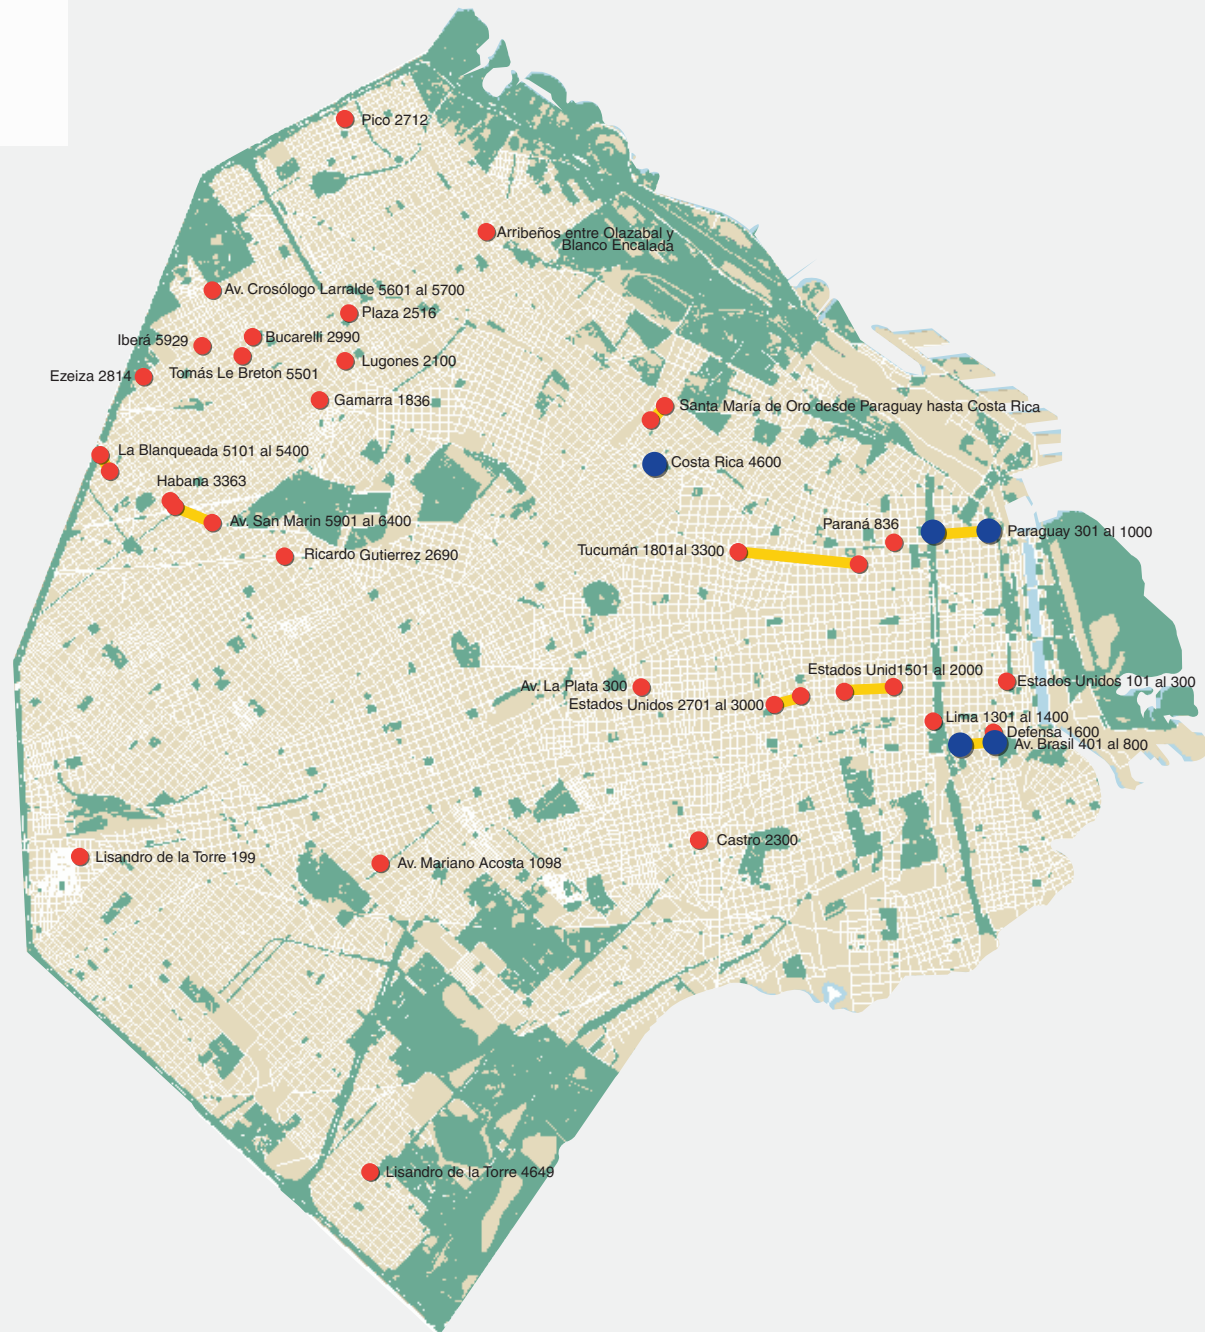 Pico 2712
Arribeños entre Olazabal y
Blanco Encalada
Av. Crosólogo Larralde 5601 al 5700
Plaza 2516
Iberá 5929
Bucarelli 2990
Lugones 2100
Ezeiza 2814
Tomás Le Breton 5501
Gamarra 1836
Santa María de Oro desde Paraguay hasta Costa Rica
La Blanqueada 5101 al 5400
Costa Rica 4600
Habana 3363
Av. San Marin 5901 al 6400
Paraná 836
Paraguay 301 al 1000
Tucumán 1801al 3300
Ricardo Gutierrez 2690
Estados Unid1501 al 2000
Estados Unidos 101 al 300
Av. La Plata 300
Estados Unidos 2701 al 3000
Lima 1301 al 1400
Defensa 1600
Av. Brasil 401 al 800
Castro 2300
Lisandro de la Torre 199
Av. Mariano Acosta 1098
Lisandro de la Torre 4649